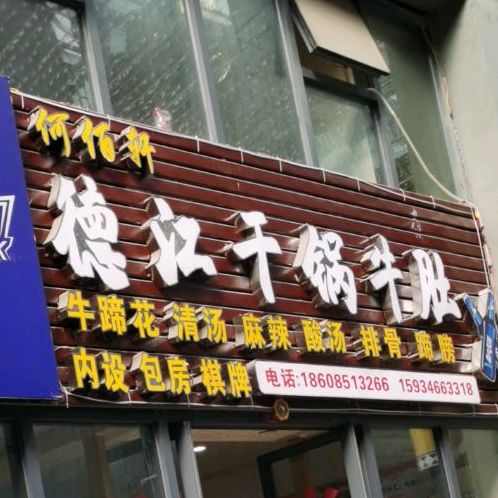 何佰轩
德江干锅牛肚
牛蹄花 清汤 麻辣 酸汤 排骨 蹄膀
内设 包房 棋牌
电话:18608513266 15934663318